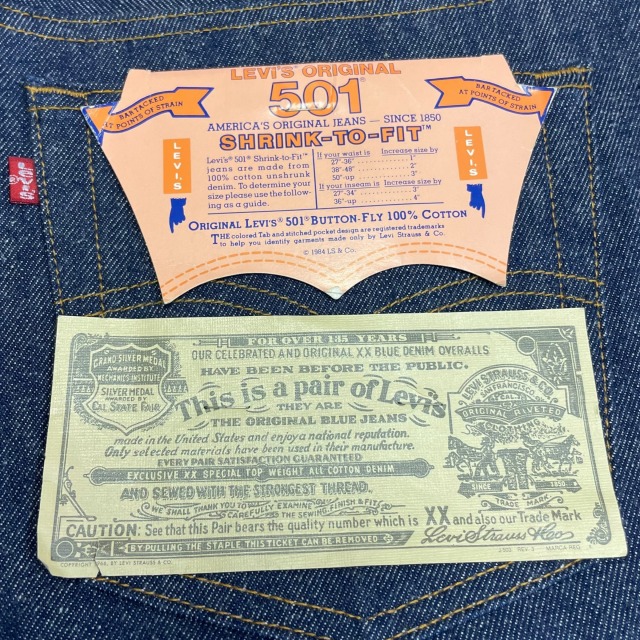 LEVI'S ORIGINAL
501®
AMERICA'S ORIGINAL JEANS — SINCE 1850
SHRINK-TO-FIT™
BAR TACKED
AT POINTS OF STRAIN
BAR TACKED
AT POINTS OF STRAIN
LEVI'S
LEVI'S
Levi's® 501® Shrink-to-Fit™
jeans are made from
100% cotton unshrunk
denim. To determine your
size please use the follow-
ing as a guide.
If your waist is Increase size by
27"-36" 1"
38"-48" 2"
50"-up 3"
If your inseam is Increase size by
27"-34" 3"
36"-up 4"
ORIGINAL LEVI'S® 501® BUTTON-FLY 100% COTTON
THE colored Tab and stitched pocket design are registered trademarks
to help you identify garments made only by Levi Strauss & Co.
© 1984 LS & Co.
LEVI'S
FOR OVER 135 YEARS
OUR CELEBRATED AND ORIGINAL XX BLUE DENIM OVERALLS
HAVE BEEN BEFORE THE PUBLIC.
This is a pair of Levi's
THEY ARE
THE ORIGINAL BLUE JEANS
made in the United States and enjoy a national reputation.
Only selected materials have been used in their manufacture.
EVERY PAIR SATISFACTION GUARANTEED
EXCLUSIVE XX SPECIAL TOP WEIGHT ALL COTTON DENIM
AND SEWED WITH THE STRONGEST THREAD.
WE SHALL THANK YOU TO CAREFULLY EXAMINE THE SEWING FINISH & FIT
CAUTION: See that this Pair bears the quality number which is XX and also our Trade Mark
BY PULLING THE STAPLE THIS TICKET CAN BE REMOVED
Levi Strauss & Co.
GRAND SILVER MEDAL
AWARDED BY
MECHANICS INSTITUTE
SILVER MEDAL
AWARDED BY
CAL. STATE FAIR
LEVI STRAUSS & CO.
SAN FRANCISCO, CAL.
ORIGINAL RIVETED
CLOTHING
SINCE 1850
TRADE MARK
BY LEVI STRAUSS & CO.